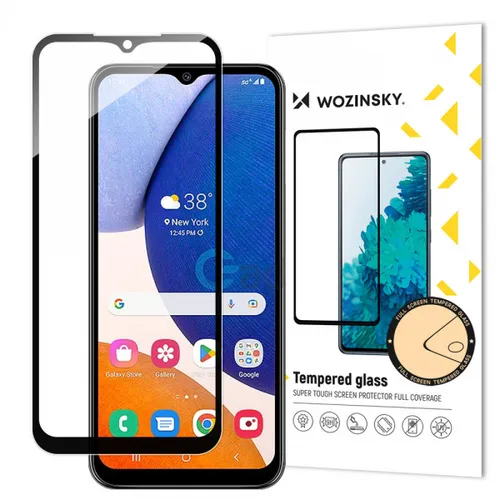 5G
38°
New York
12:45 PM
Galaxy Store
Gallery
Play Store
Google
WOZINSKY.
FULL SCREEN TEMPERED GLASS
FULL SCREEN TEMPERED GLASS
Tempered glass
SUPER TOUGH SCREEN PROTECTOR FULL COVERAGE
9H